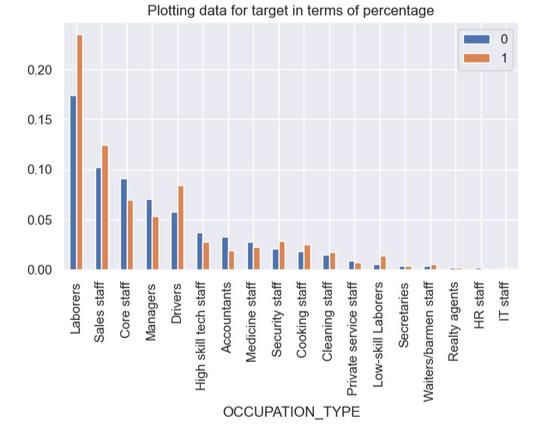 Plotting data for target in terms of percentage
0
1
0.20
0.15
0.10
0.05
0.00
Laborers
Sales staff
Core staff
Managers
Drivers
High skill tech staff
Accountants
Medicine staff
Security staff
Cooking staff
Cleaning staff
Private service staff
Low-skill Laborers
Secretaries
Waiters/barmen staff
Realty agents
HR staff
IT staff
OCCUPATION_TYPE